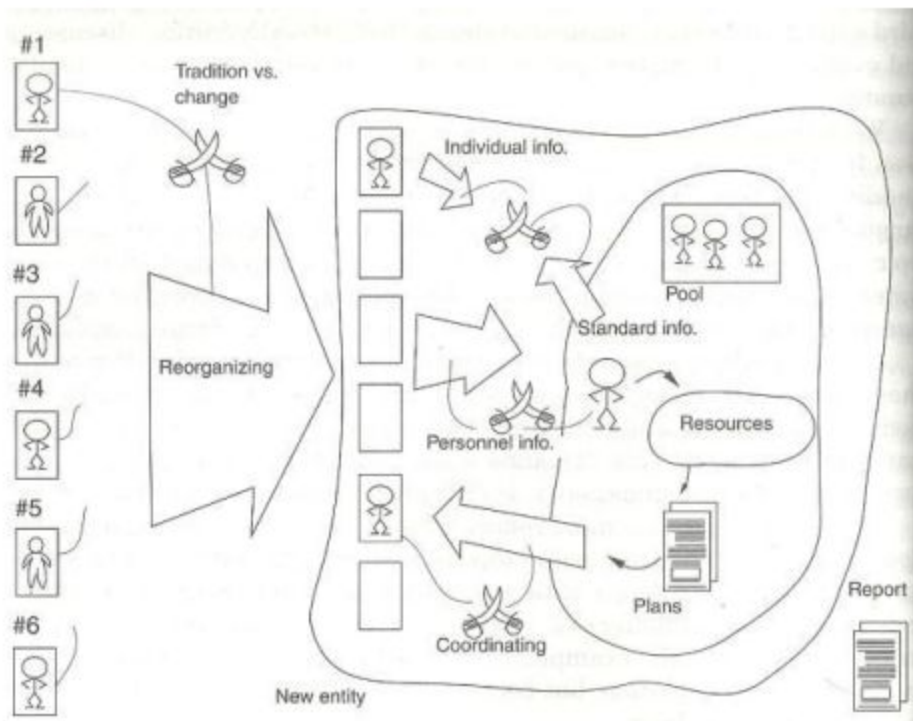 #1
Tradition vs.
change
#2
#3
#4
#5
#6
Reorganizing
Individual info.
Pool
Standard info.
Resources
Personnel info.
Plans
Coordinating
New entity
Report